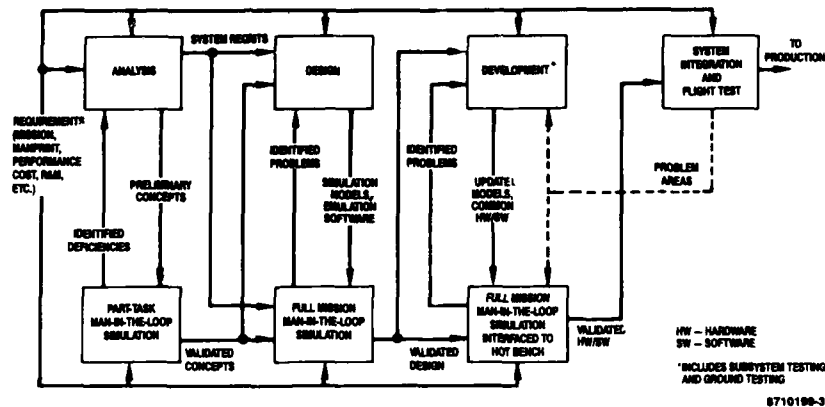 ANALYSIS
SYSTEM REQMTS
DESIGN
DEVELOPMENT*
SYSTEM
INTEGRATION
AND
FLIGHT TEST
TO
PRODUCTION
REQUIREMENTS
(MISSION,
MANPRINT,
PERFORMANCE
COST, R&M,
ETC.)
PRELIMINARY
CONCEPTS
IDENTIFIED
DEFICIENCIES
IDENTIFIED
PROBLEMS
SIMULATION
MODELS,
EMULATION
SOFTWARE
IDENTIFIED
PROBLEMS
MODELS,
COMMON
HW/SW
PROBLEM
AREAS
PART-TASK
MAN-IN-THE-LOOP
SIMULATION
VALIDATED
CONCEPTS
FULL MISSION
MAN-IN-THE-LOOP
SIMULATION
VALIDATED
DESIGN
FULL MISSION
MAN-IN-THE-LOOP
SIMULATION
INTERFACED TO
HOT BENCH
VALIDATED
HW/SW
HW – HARDWARE
SW – SOFTWARE
*INCLUDES SUBSYSTEM TESTING
AND GROUND TESTING
8710199-3